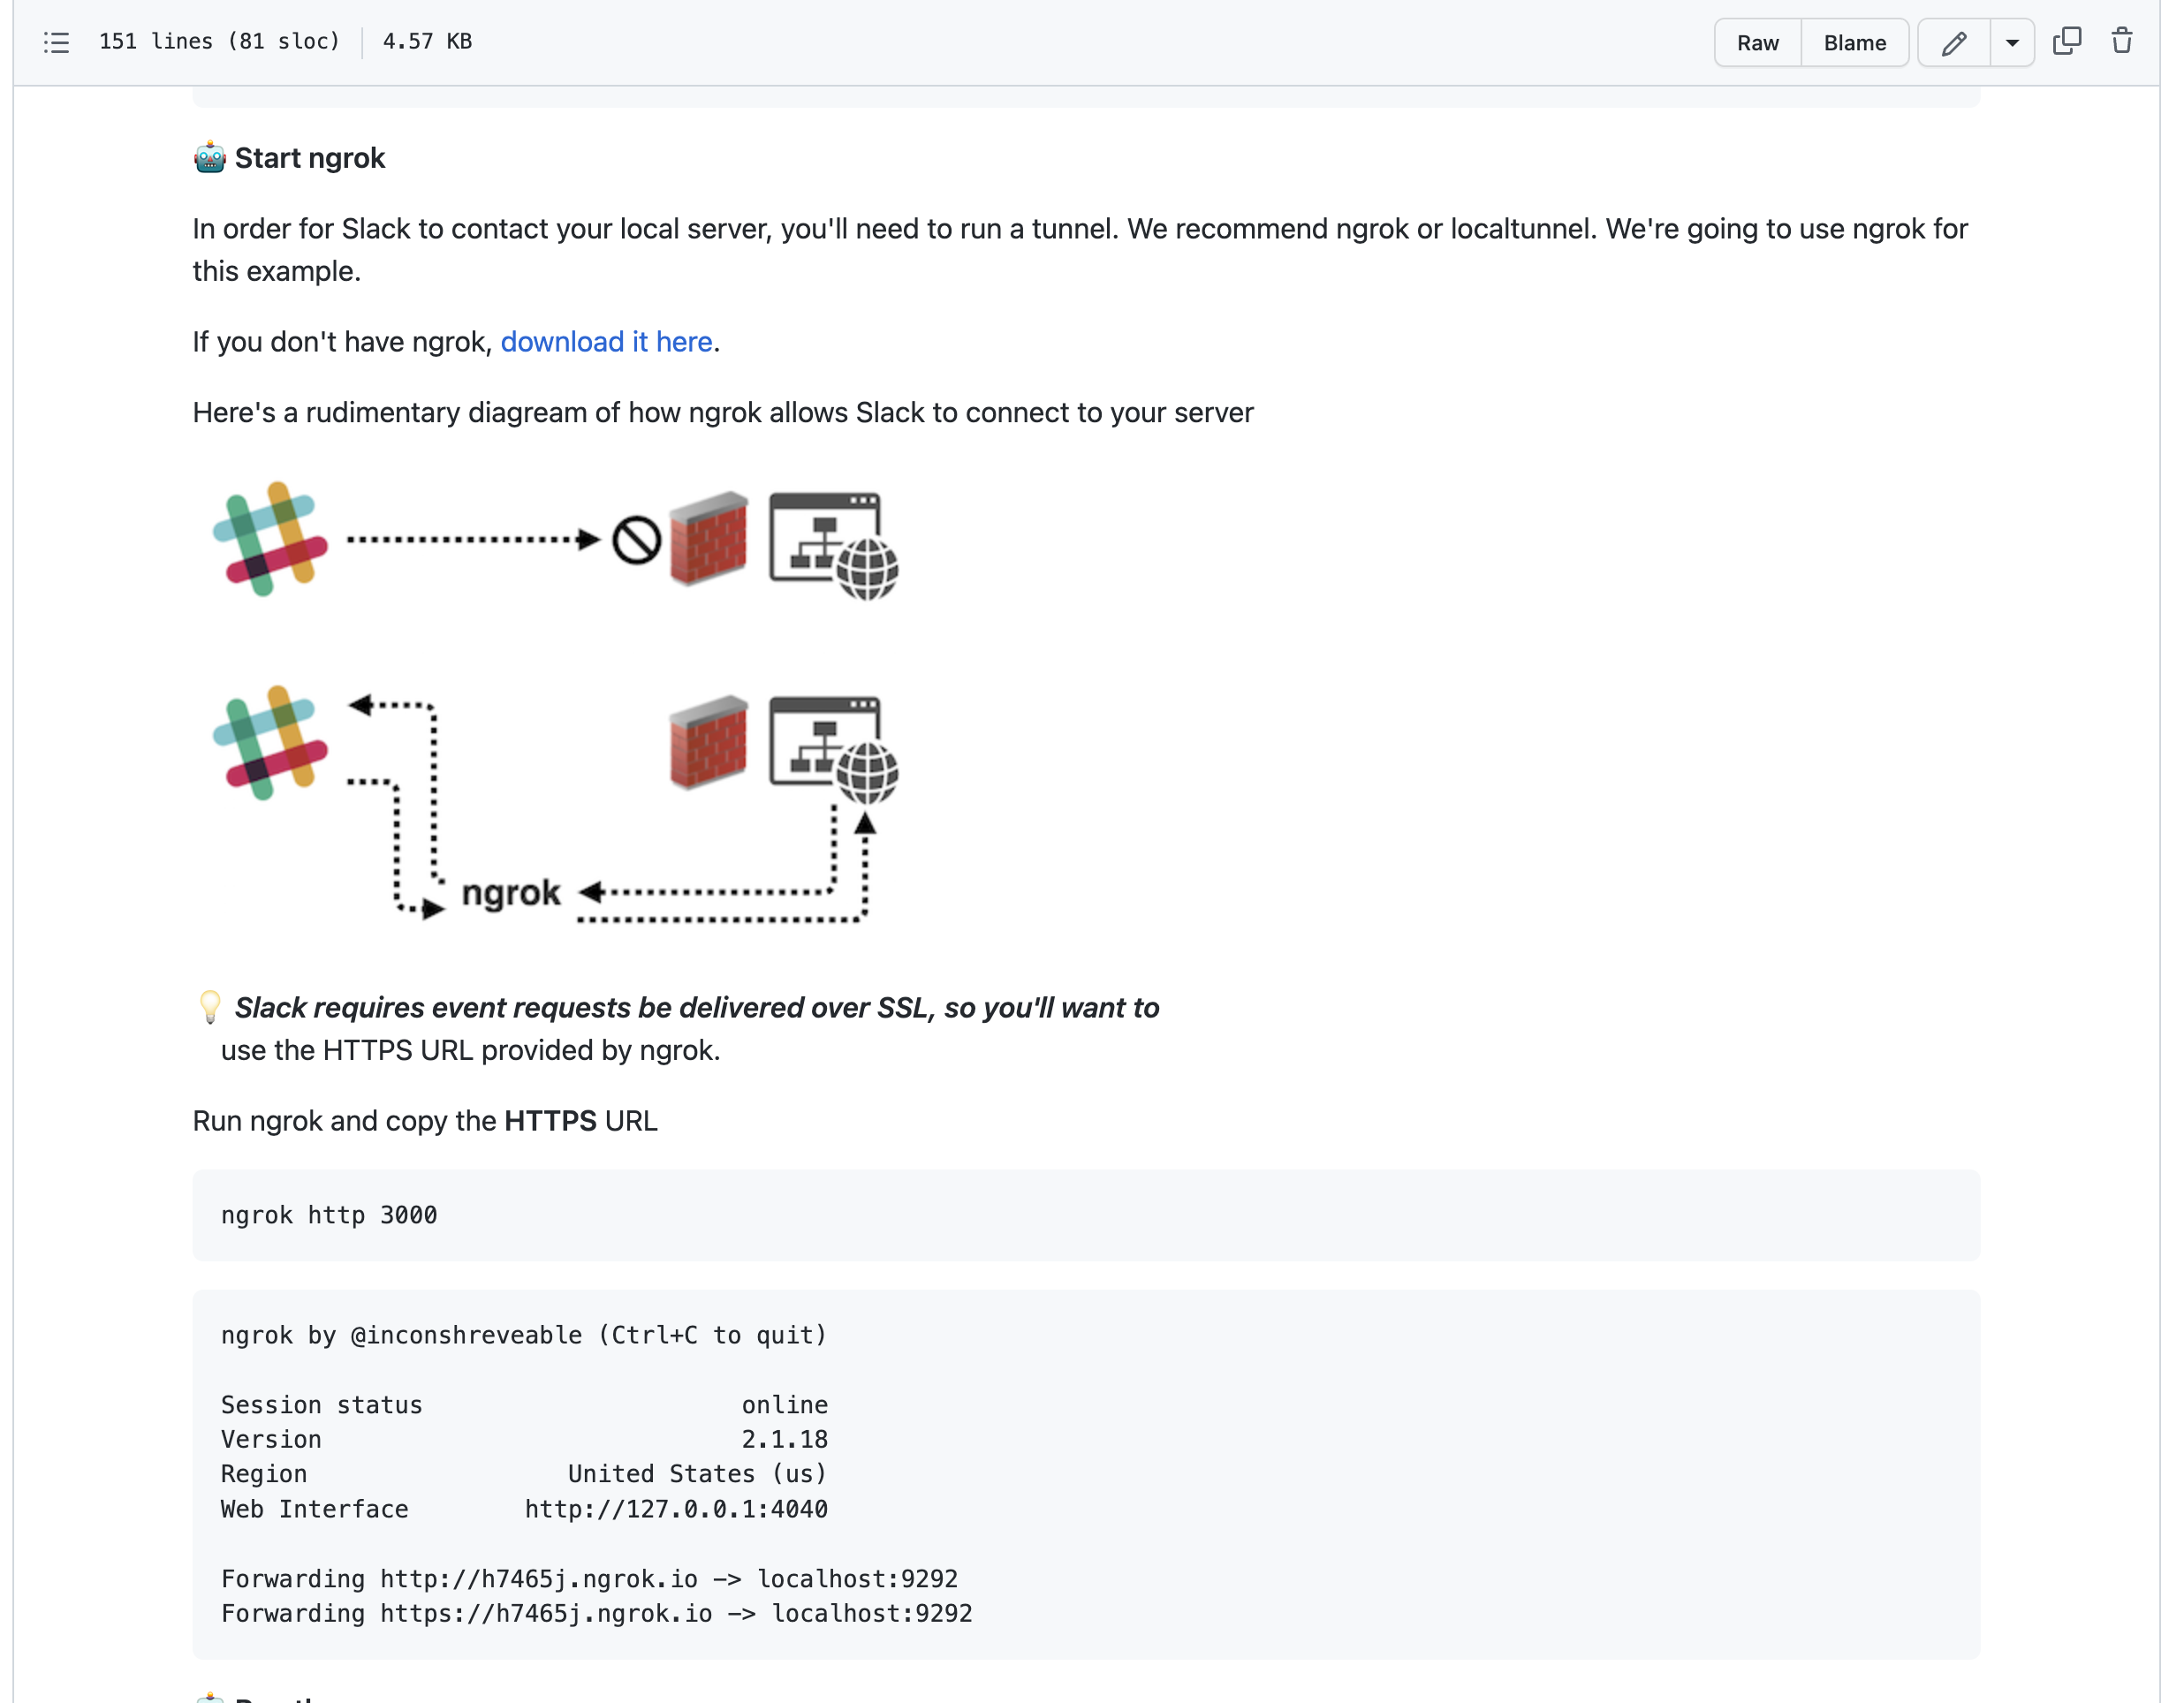 151 lines (81 sloc) 4.57 KB
Raw Blame
🤖 Start ngrok
In order for Slack to contact your local server, you'll need to run a tunnel. We recommend ngrok or localtunnel. We're going to use ngrok for
this example.
If you don't have ngrok, download it here.
Here's a rudimentary diagream of how ngrok allows Slack to connect to your server
ngrok
💡 Slack requires event requests be delivered over SSL, so you'll want to
use the HTTPS URL provided by ngrok.
Run ngrok and copy the HTTPS URL
ngrok http 3000
ngrok by @inconshreveable (Ctrl+C to quit)
Session status online
Version 2.1.18
Region United States (us)
Web Interface http://127.0.0.1:4040
Forwarding http://h7465j.ngrok.io -> localhost:9292
Forwarding https://h7465j.ngrok.io -> localhost:9292